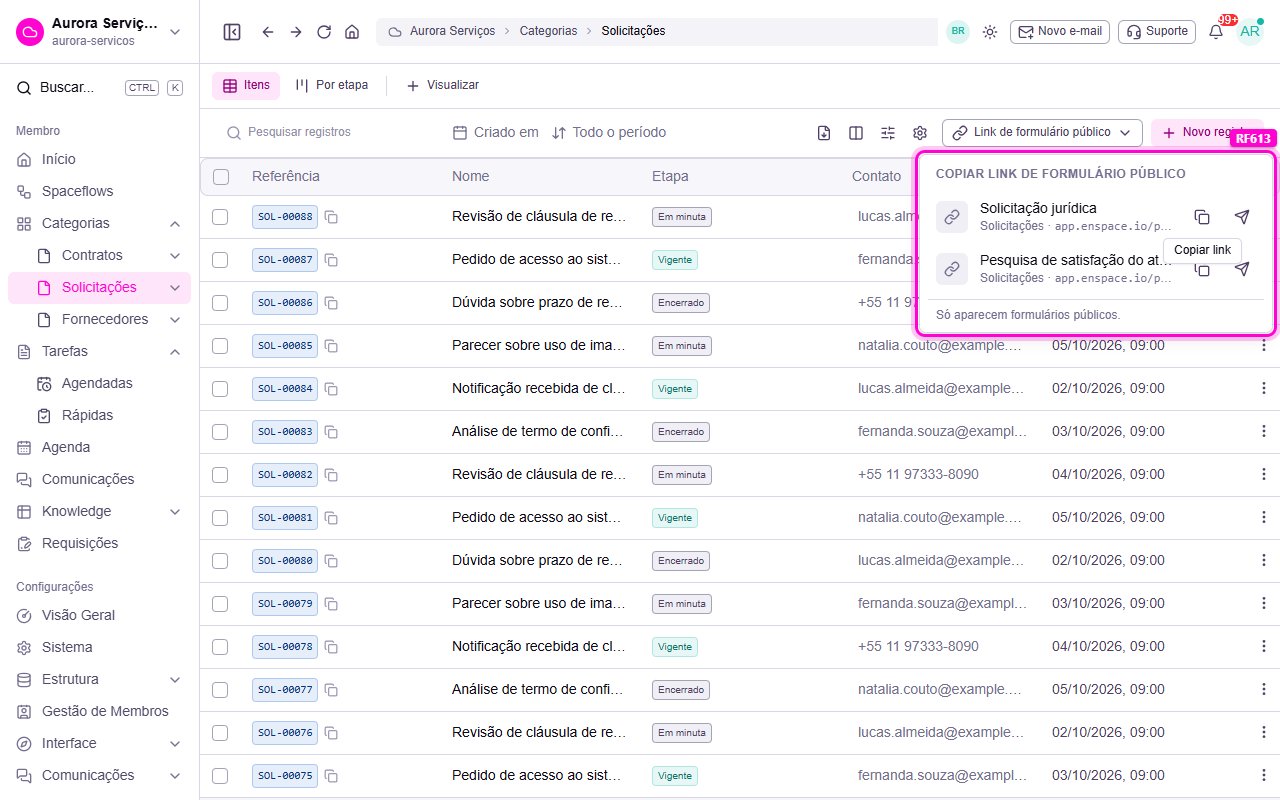 Aurora Serviç...
aurora-servicos
Aurora Serviços > Categorias > Solicitações
BR
Novo e-mail
Suporte
99+
AR
Buscar...
CTRL
K
Itens
Por etapa
Visualizar
Membro
Início
Spaceflows
Categorias
Contratos
Solicitações
Fornecedores
Tarefas
Agendadas
Rápidas
Agenda
Comunicações
Knowledge
Requisições
Configurações
Visão Geral
Sistema
Estrutura
Gestão de Membros
Interface
Comunicações
Pesquisar registros
Criado em
Todo o período
Link de formulário público
Novo regi
RF613
COPIAR LINK DE FORMULÁRIO PÚBLICO
Solicitação jurídica
Solicitações · app.enspace.io/p...
Copiar link
Pesquisa de satisfação do at...
Solicitações · app.enspace.io/p...
Só aparecem formulários públicos.
Referência Nome Etapa Contato
SOL-00088 Revisão de cláusula de re... Em minuta lucas.alm
SOL-00087 Pedido de acesso ao sist... Vigente fernanda
SOL-00086 Dúvida sobre prazo de re... Encerrado +55 11 97
SOL-00085 Parecer sobre uso de ima... Em minuta natalia.couto@example.... 05/10/2026, 09:00
SOL-00084 Notificação recebida de cl... Vigente lucas.almeida@example... 02/10/2026, 09:00
SOL-00083 Análise de termo de confi... Encerrado fernanda.souza@exampl... 03/10/2026, 09:00
SOL-00082 Revisão de cláusula de re... Em minuta +55 11 97333-8090 04/10/2026, 09:00
SOL-00081 Pedido de acesso ao sist... Vigente natalia.couto@example.... 05/10/2026, 09:00
SOL-00080 Dúvida sobre prazo de re... Encerrado lucas.almeida@example... 02/10/2026, 09:00
SOL-00079 Parecer sobre uso de ima... Em minuta fernanda.souza@exampl... 03/10/2026, 09:00
SOL-00078 Notificação recebida de cl... Vigente +55 11 97333-8090 04/10/2026, 09:00
SOL-00077 Análise de termo de confi... Encerrado natalia.couto@example.... 05/10/2026, 09:00
SOL-00076 Revisão de cláusula de re... Em minuta lucas.almeida@example... 02/10/2026, 09:00
SOL-00075 Pedido de acesso ao sist... Vigente fernanda.souza@exampl... 03/10/2026, 09:00